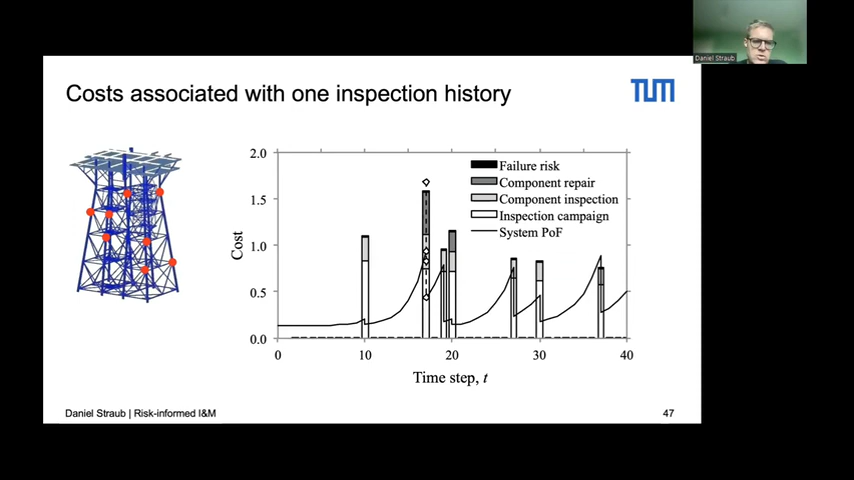 Daniel Straub
Costs associated with one inspection history
TUM
2.0
1.5
1.0
0.5
0.0
Cost
Failure risk
Component repair
Component inspection
Inspection campaign
System PoF
0
10
20
30
40
Time step, t
Daniel Straub | Risk-informed I&M
47